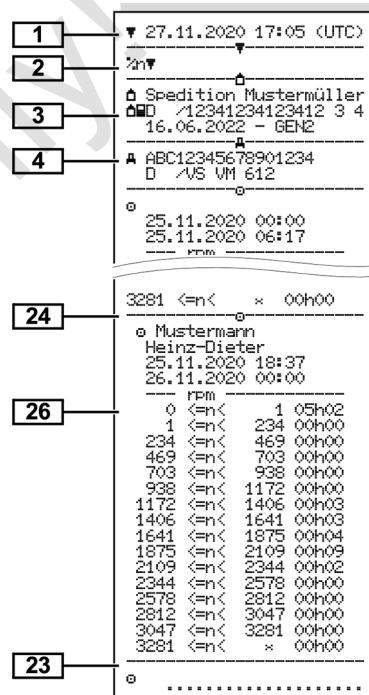 1
▼ 27.11.2020 17:05 (UTC)
2
%n▼
3
Spedition Mustermüller
D /12341234123412 3 4
16.06.2022 - GEN2
4
A ABC12345678901234
D /VS VM 612
25.11.2020 00:00
25.11.2020 06:17
--- rpm ---
3281 <=n< × 00h00
24
Mustermann
Heinz-Dieter
25.11.2020 18:37
26.11.2020 00:00
--- rpm ---
26
0 <=n< 1 05h02
1 <=n< 234 00h00
234 <=n< 469 00h00
469 <=n< 703 00h00
703 <=n< 938 00h00
938 <=n< 1172 00h00
1172 <=n< 1406 00h03
1406 <=n< 1641 00h03
1641 <=n< 1875 00h04
1875 <=n< 2109 00h09
2109 <=n< 2344 00h02
2344 <=n< 2578 00h00
2578 <=n< 2812 00h00
2812 <=n< 3047 00h00
3047 <=n< 3281 00h00
3281 <=n< × 00h00
23
....................